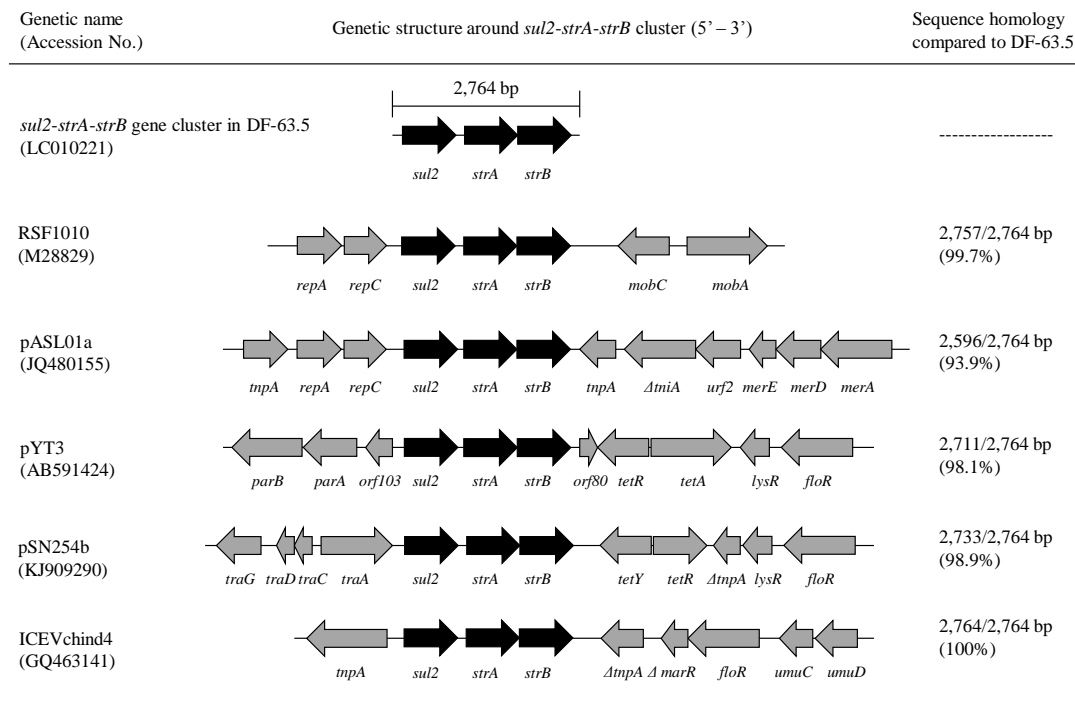 Genetic name
(Accession No.)
Genetic structure around sul2-strA-strB cluster (5’ – 3’)
Sequence homology
compared to DF-63.5
2,764 bp
sul2-strA-strB gene cluster in DF-63.5
(LC010221)
sul2 strA strB
------------------
RSF1010
(M28829)
repA repC sul2 strA strB mobC mobA
2,757/2,764 bp
(99.7%)
pASL01a
(JQ480155)
tnpA repA repC sul2 strA strB tnpA ΔtniA urf2 merE merD merA
2,596/2,764 bp
(93.9%)
pYT3
(AB591424)
parB parA orf103 sul2 strA strB orf80 tetR tetA lysR floR
2,711/2,764 bp
(98.1%)
pSN254b
(KJ909290)
traG traD traC traA sul2 strA strB tetY tetR ΔtnpA lysR floR
2,733/2,764 bp
(98.9%)
ICEVchind4
(GQ463141)
tnpA sul2 strA strB ΔtnpA Δ marR floR umuC umuD
2,764/2,764 bp
(100%)